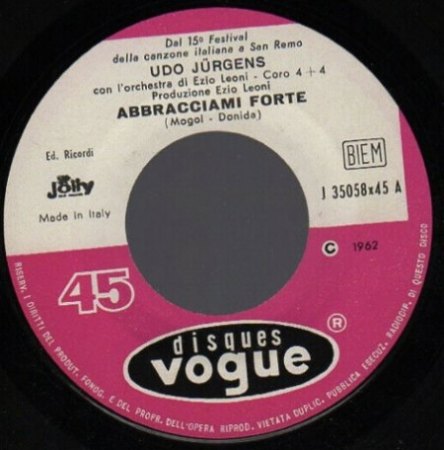 Dal 15º Festival
della canzone italiana a San Remo
UDO JÜRGENS
con l'orchestra di Ezio Leoni - Coro 4 + 4
Produzione Ezio Leoni
ABBRACCIAMI FORTE
(Mogol - Donida)
Ed. Ricordi
BIEM
Jolly
J 35058x45 A
Made in Italy
C 1962
45
R
disques
vogue
RISERV. I DIRITTI DEL PRODUT. FONOG. E DEL PROPR. DELL'OPERA RIPROD. VIETATA DUPLIC. PUBBLICA ESECUZ. RADIODIF. DI QUESTO DISCO